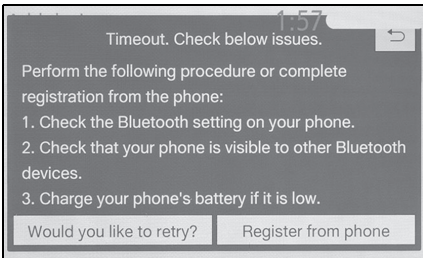 1:57
Timeout. Check below issues.
Perform the following procedure or complete
registration from the phone:
1. Check the Bluetooth setting on your phone.
2. Check that your phone is visible to other Bluetooth
devices.
3. Charge your phone's battery if it is low.
Would you like to retry?
Register from phone